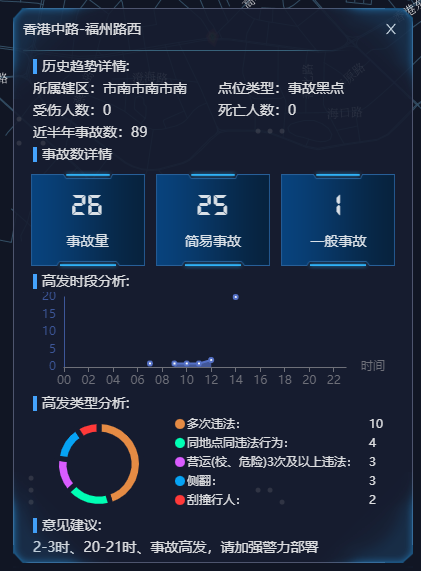 香港中路-福州路西
历史趋势详情:
所属辖区：市南市南市南 点位类型：事故黑点
受伤人数：0 死亡人数：0
近半年事故数：89
事故数详情
26 25 1
事故量 简易事故 一般事故
高发时段分析:
20
15
10
5
0
00 02 04 06 08 10 12 14 16 18 20 22 时间
高发类型分析:
多次违法: 10
同地点同违法行为: 4
营运(校、危险)3次及以上违法: 3
侧翻: 3
刮撞行人: 2
意见建议:
2-3时、20-21时、事故高发，请加强警力部署